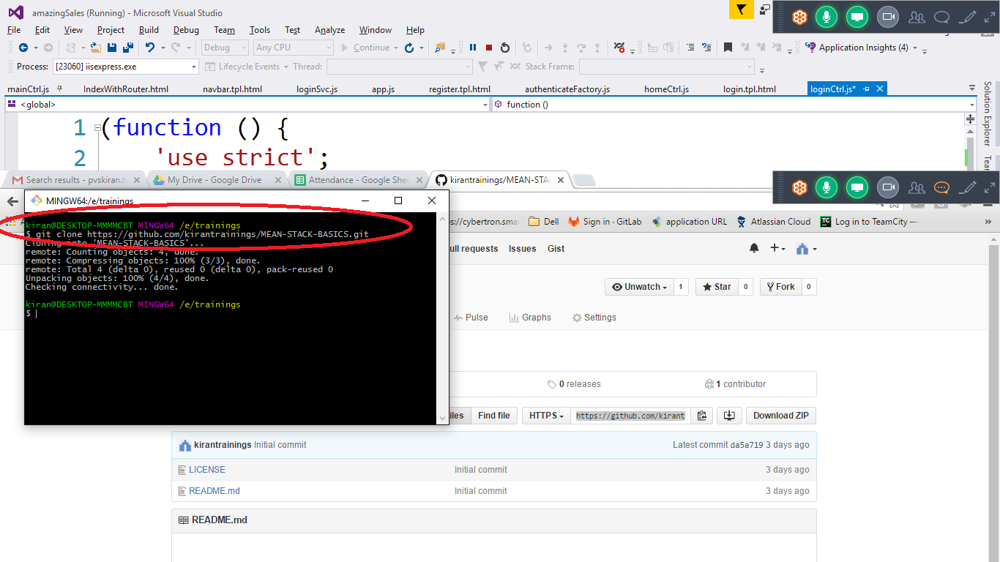 amazingSales (Running) - Microsoft Visual Studio
File Edit View Project Build Debug Team Tools Test Analyze Window Help
Debug Any CPU Continue Application Insights (4)
Process: [23060] iisexpress.exe Lifecycle Events Thread: Stack Frame:
mainCtrl.js IndexWithRouter.html navbar.tpl.html loginSvc.js app.js register.tpl.html authenticateFactory.js homeCtrl.js login.tpl.html loginCtrl.js*
<global> function ()
Solution Explorer
1 (function () {
2 'use strict';
Search results - pvskiran.t
My Drive - Google Drive
Attendance - Google Shee
kirantrainings/MEAN-STAC
MINGW64:/e/trainings
s://cybertron.sma Dell Sign in · GitLab application URL Atlassian Cloud Log in to TeamCity —
kiran@DESKTOP-MMMMCBT MINGW64 /e/trainings
$ git clone https://github.com/kirantrainings/MEAN-STACK-BASICS.git
Cloning into 'MEAN-STACK-BASICS'...
remote: Counting objects: 4, done.
remote: Compressing objects: 100% (3/3), done.
remote: Total 4 (delta 0), reused 0 (delta 0), pack-reused 0
Unpacking objects: 100% (4/4), done.
Checking connectivity... done.
kiran@DESKTOP-MMMMCBT MINGW64 /e/trainings
$
ull requests Issues Gist
Unwatch 1 Star 0 Fork 0
Pulse Graphs Settings
0 releases 1 contributor
iles Find file HTTPS https://github.com/kirant Download ZIP
kirantrainings Initial commit Latest commit da5a719 3 days ago
LICENSE Initial commit 3 days ago
README.md Initial commit 3 days ago
README.md